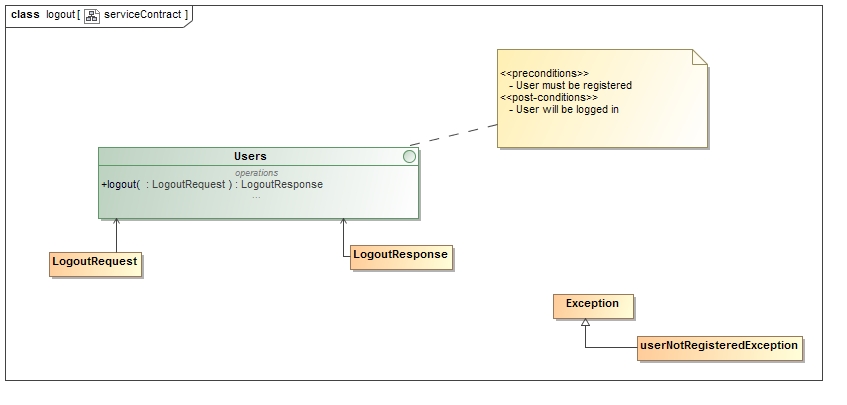 class logout[ serviceContract ]
<<preconditions>>
- User must be registered
<<post-conditions>>
- User will be logged in
Users
operations
+logout( : LogoutRequest ) : LogoutResponse
...
LogoutRequest
LogoutResponse
Exception
userNotRegisteredException